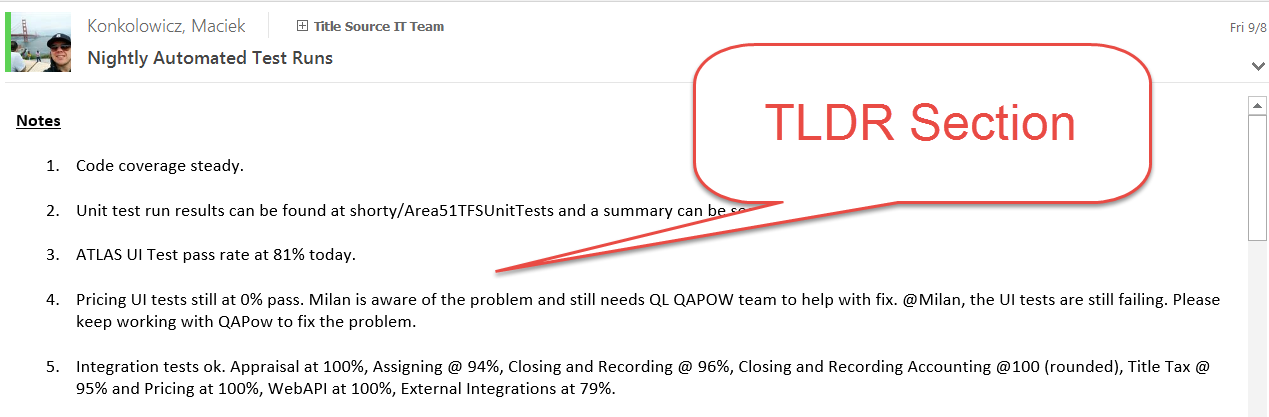 Konkolowicz, Maciek
Title Source IT Team
Fri 9/8
Nightly Automated Test Runs
TLDR Section
Notes
1. Code coverage steady.
2. Unit test run results can be found at shorty/Area51TFSUnitTests and a summary can be
3. ATLAS UI Test pass rate at 81% today.
4. Pricing UI tests still at 0% pass. Milan is aware of the problem and still needs QL QAPOW team to help with fix. @Milan, the UI tests are still failing. Please
keep working with QAPow to fix the problem.
5. Integration tests ok. Appraisal at 100%, Assigning @ 94%, Closing and Recording @ 96%, Closing and Recording Accounting @100 (rounded), Title Tax @
95% and Pricing at 100%, WebAPI at 100%, External Integrations at 79%.